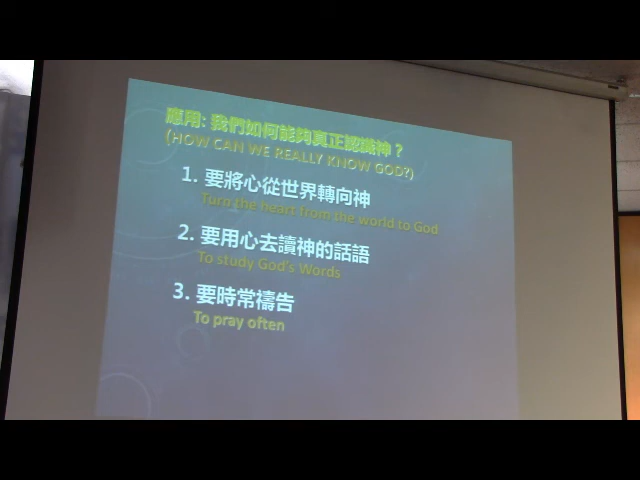 應用: 我們如何能夠真正認識神？
(HOW CAN WE REALLY KNOW GOD?)
1. 要將心從世界轉向神
Turn the heart from the world to God
2. 要用心去讀神的話語
To study God's Words
3. 要時常禱告
To pray often